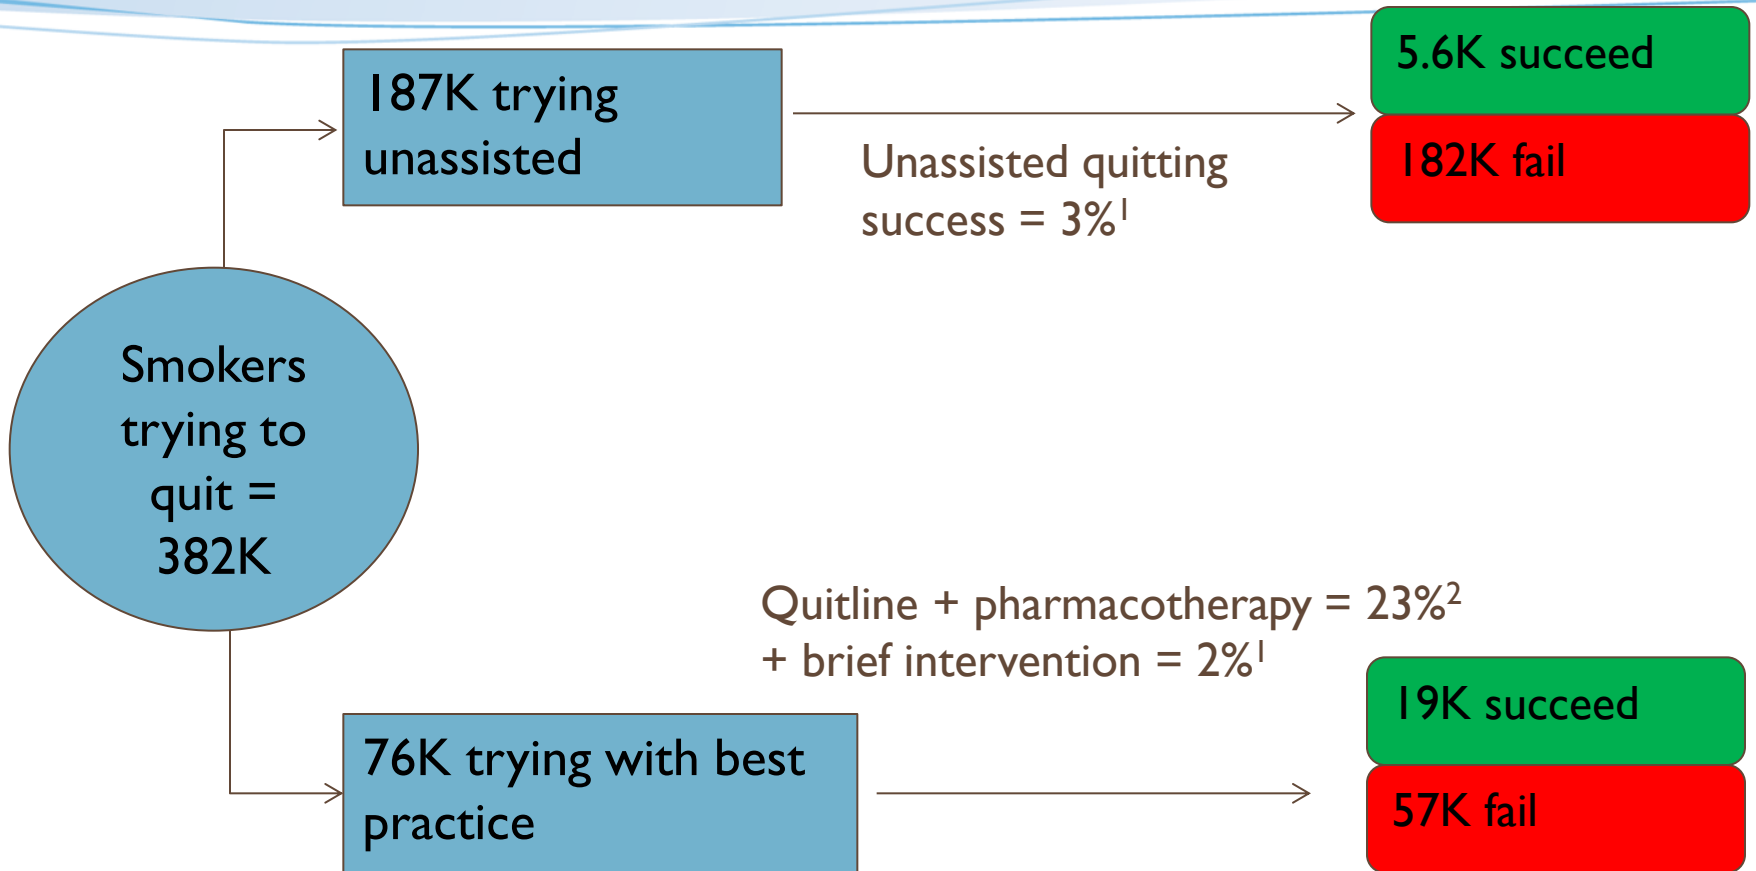 187K trying
unassisted
Unassisted quitting
success = 3%¹
5.6K succeed
182K fail
Smokers
trying to
quit =
382K
Quitline + pharmacotherapy = 23%²
+ brief intervention = 2%¹
76K trying with best
practice
19K succeed
57K fail